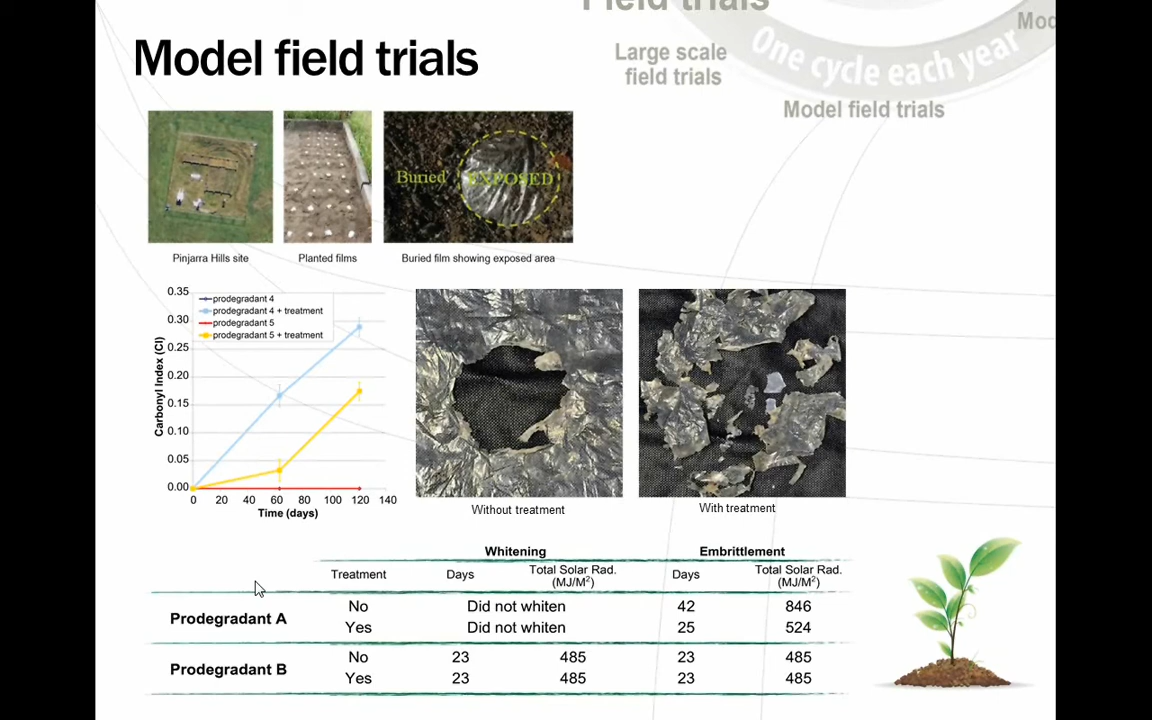 Field trials
Mod
One cycle each year
Large scale
field trials
Model field trials
Model field trials
Buried
EXPOSED
Pinjarra Hills site
Planted films
Buried film showing exposed area
0.35
0.30
0.25
0.20
0.15
0.10
0.05
0.00
Carbonyl Index (CI)
prodegradant 4
prodegradant 4 + treatment
prodegradant 5
prodegradant 5 + treatment
0 20 40 60 80 100 120 140
Time (days)
Without treatment
With treatment
Whitening Embrittlement
Treatment Days Total Solar Rad. (MJ/M²) Days Total Solar Rad. (MJ/M²)
Prodegradant A
No Did not whiten 42 846
Yes Did not whiten 25 524
Prodegradant B
No 23 485 23 485
Yes 23 485 23 485